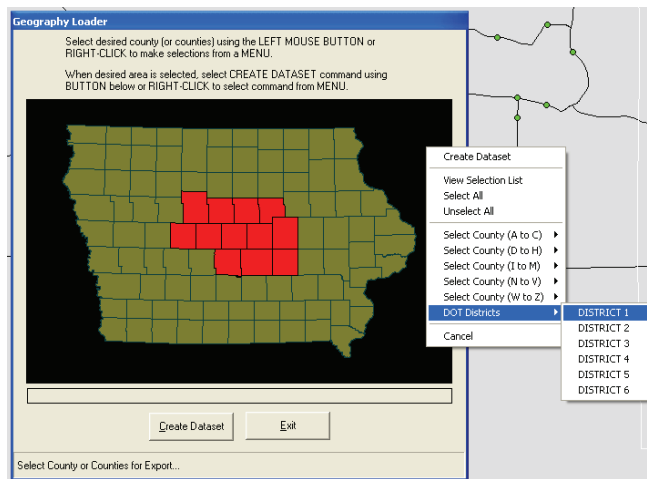 Geography Loader
Select desired county (or counties) using the LEFT MOUSE BUTTON or
RIGHT-CLICK to make selections from a MENU.
When desired area is selected, select CREATE DATASET command using
BUTTON below or RIGHT-CLICK to select command from MENU.
Create Dataset
View Selection List
Select All
Unselect All
Select County (A to C)
Select County (D to H)
Select County (I to M)
Select County (N to V)
Select County (W to Z)
DOT Districts
Cancel
DISTRICT 1
DISTRICT 2
DISTRICT 3
DISTRICT 4
DISTRICT 5
DISTRICT 6
Create Dataset
Exit
Select County or Counties for Export...